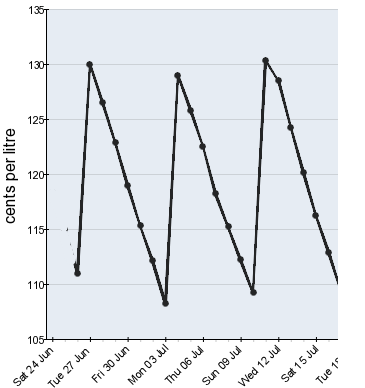 135
130
125
120
115
110
105
cents per litre
Sat 24 Jun
Tue 27 Jun
Fri 30 Jun
Mon 03 Jul
Thu 06 Jul
Sun 09 Jul
Wed 12 Jul
Sat 15 Jul
Tue